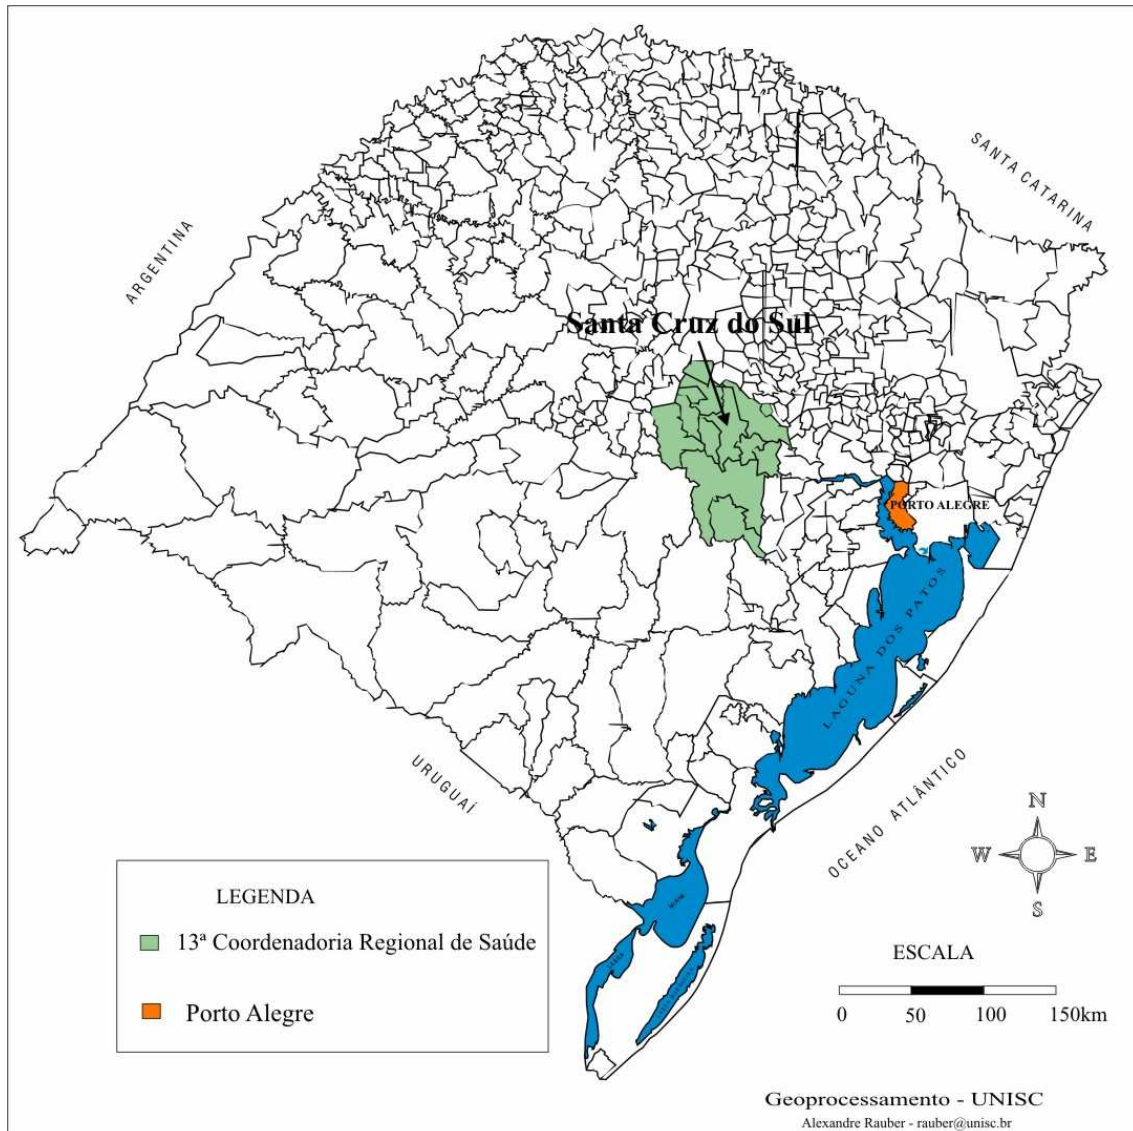 SANTA CATARINA
ARGENTINA
Santa Cruz do Sul
PORTO ALEGRE
LAGUNA DOS PATOS
URUGUAÍ
OCEANO ATLÂNTICO
N
W E
S
LEGENDA
13ª Coordenadoria Regional de Saúde
Porto Alegre
ESCALA
0 50 100 150km
Geoprocessamento - UNISC
Alexandre Rauber - rauber@unisc.br